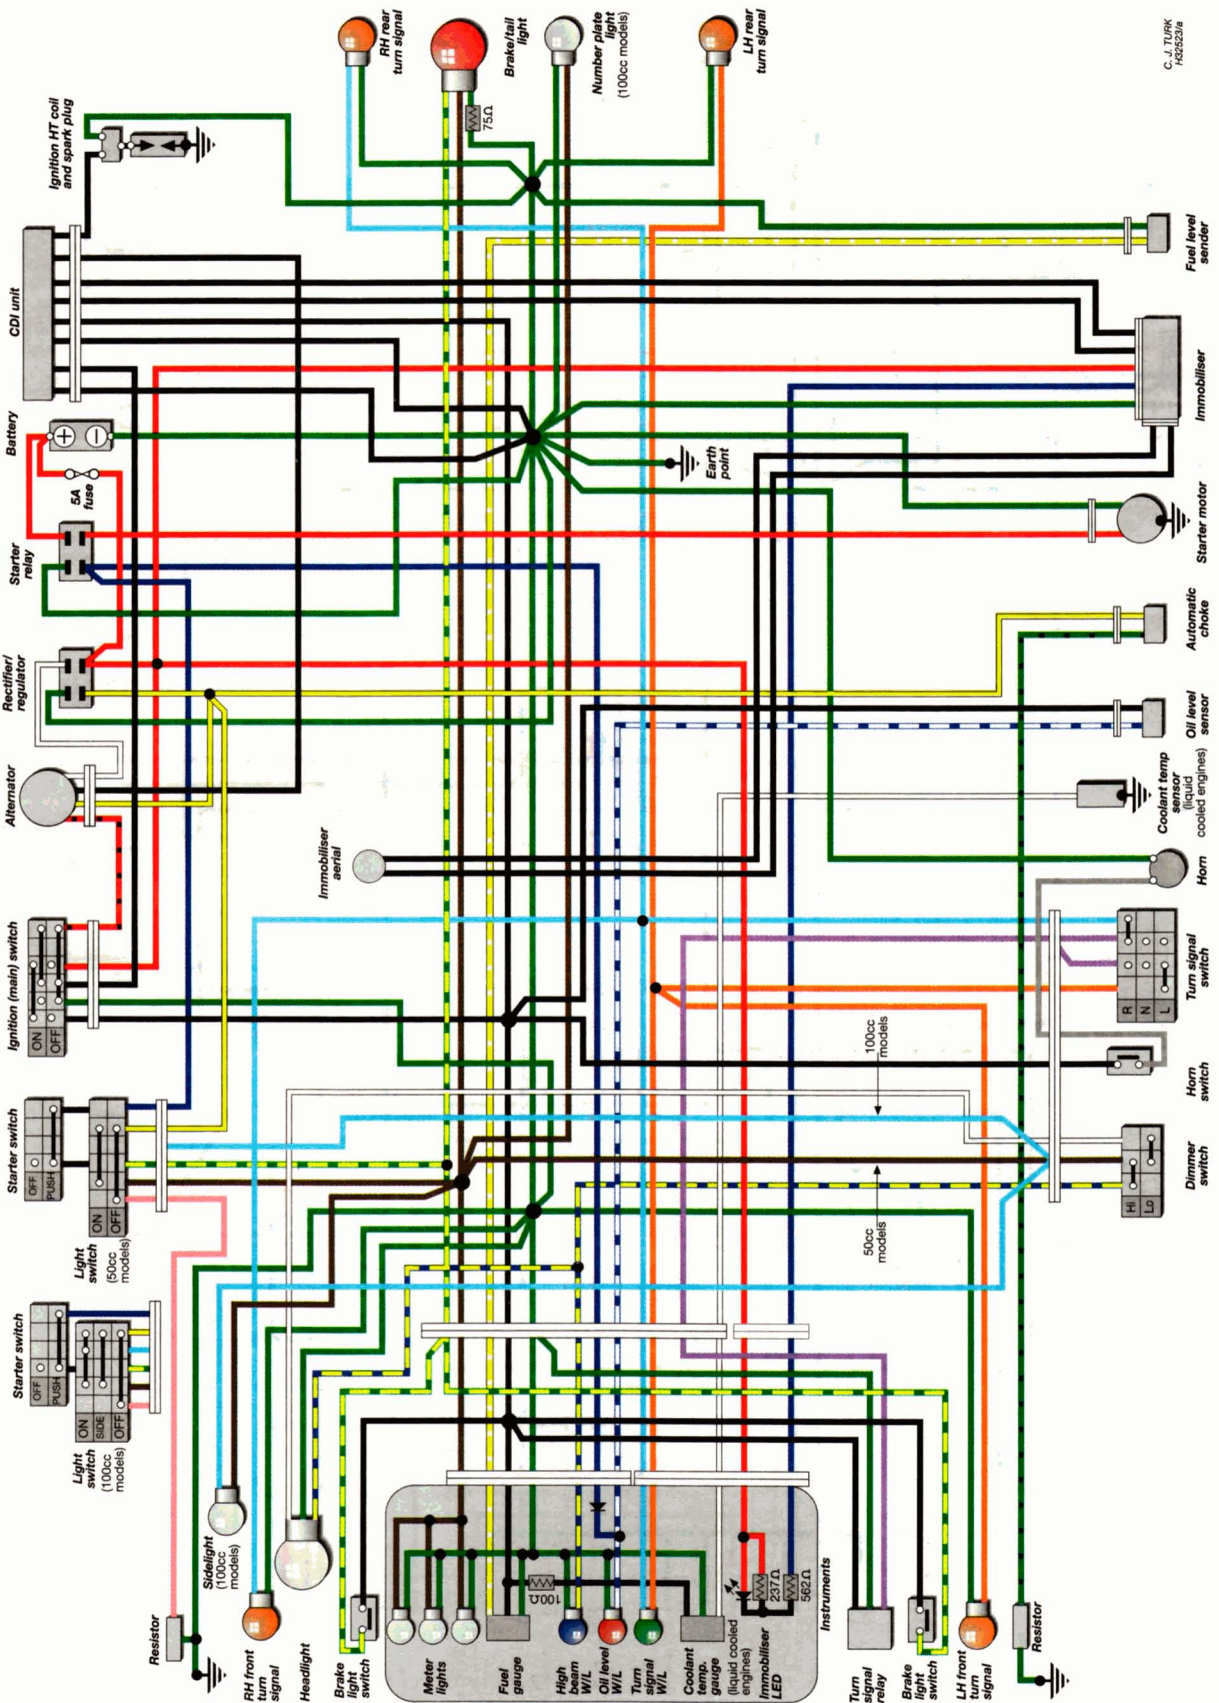 RH rear
turn signal
Brake/tail
light
Number plate
light
(100cc models)
LH rear
turn signal
C. J. TURK
H32523/a
Ignition HT coil
and spark plug
75Ω
CDI unit
Fuel level
sender
Immobiliser
Battery
+
−
5A
fuse
Earth
point
Starter
relay
Starter motor
Rectifier/
regulator
Automatic
choke
Alternator
Oil level
sensor
Immobiliser
aerial
Coolant temp
sensor
(liquid
cooled engines)
Horn
Ignition (main) switch
ON
OFF
Turn signal
switch
R
N
L
100cc
models
Horn
switch
Starter switch
OFF
PUSH
Light
switch
(50cc
models)
ON
OFF
50cc
models
Dimmer
switch
Hi
Lo
Starter switch
OFF
PUSH
Light
switch
(100cc
models)
ON
SIDE
OFF
Sidelight
(100cc
models)
Resistor
RH front
turn
signal
Headlight
Brake
light
switch
Meter
lights
Fuel
gauge
100Ω
High
beam
W/L
Oil level
W/L
Turn
signal
W/L
Coolant
temp.
gauge
(liquid cooled
engines)
Immobiliser
LED
237Ω
562Ω
Instruments
Turn
signal
relay
Brake
light
switch
LH front
turn
signal
Resistor